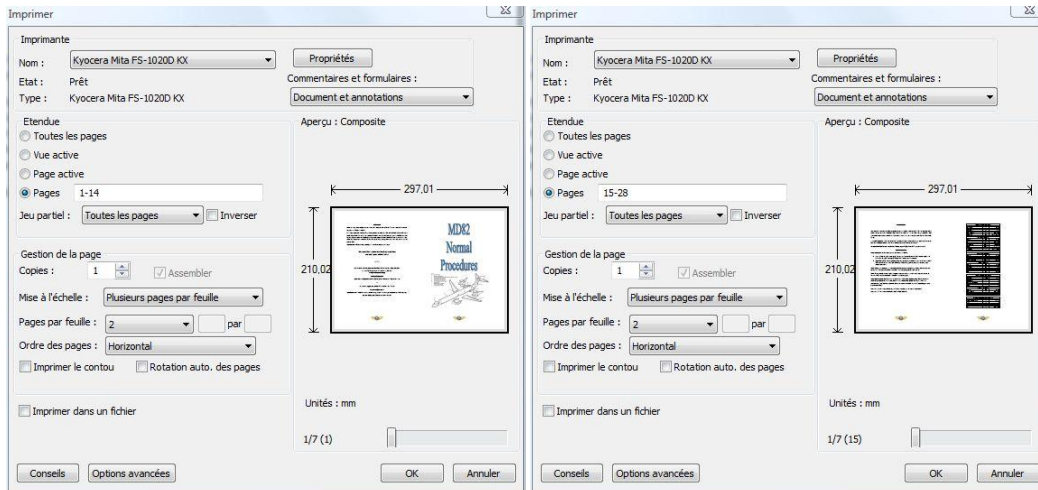 Imprimer
Imprimante
Nom : Kyocera Mita FS-1020D KX Propriétés
Etat : Prêt Commentaires et formulaires :
Type : Kyocera Mita FS-1020D KX Document et annotations
Etendue Aperçu : Composite
Toutes les pages
Vue active
Page active
Pages 1-14 297,01
Jeu partiel : Toutes les pages Inverser
MD82
Normal
Procedures
Gestion de la page
Copies : 1 Assembler 210,02
Mise à l'échelle : Plusieurs pages par feuille
Pages par feuille : 2 par
Ordre des pages : Horizontal
Imprimer le contou Rotation auto. des pages
Imprimer dans un fichier Unités : mm
1/7 (1)
Conseils Options avancées OK Annuler
Imprimer
Imprimante
Nom : Kyocera Mita FS-1020D KX Propriétés
Etat : Prêt Commentaires et formulaires :
Type : Kyocera Mita FS-1020D KX Document et annotations
Etendue Aperçu : Composite
Toutes les pages
Vue active
Page active
Pages 15-28 297,01
Jeu partiel : Toutes les pages Inverser
Gestion de la page
Copies : 1 Assembler 210,02
Mise à l'échelle : Plusieurs pages par feuille
Pages par feuille : 2 par
Ordre des pages : Horizontal
Imprimer le contou Rotation auto. des pages
Imprimer dans un fichier Unités : mm
1/7 (15)
Conseils Options avancées OK Annuler